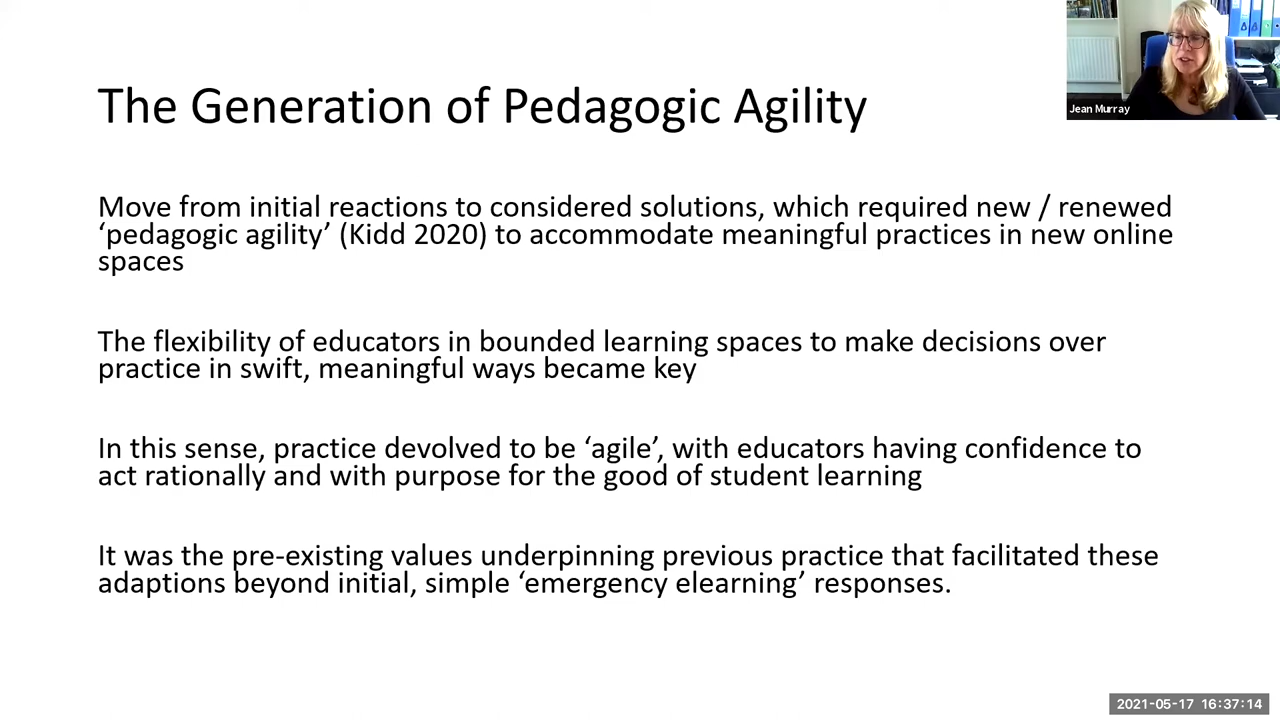 The Generation of Pedagogic Agility
Jean Murray
Move from initial reactions to considered solutions, which required new / renewed
‘pedagogic agility’ (Kidd 2020) to accommodate meaningful practices in new online
spaces
The flexibility of educators in bounded learning spaces to make decisions over
practice in swift, meaningful ways became key
In this sense, practice devolved to be ‘agile’, with educators having confidence to
act rationally and with purpose for the good of student learning
It was the pre-existing values underpinning previous practice that facilitated these
adaptions beyond initial, simple ‘emergency elearning’ responses.
2021-05-17 16:37:14